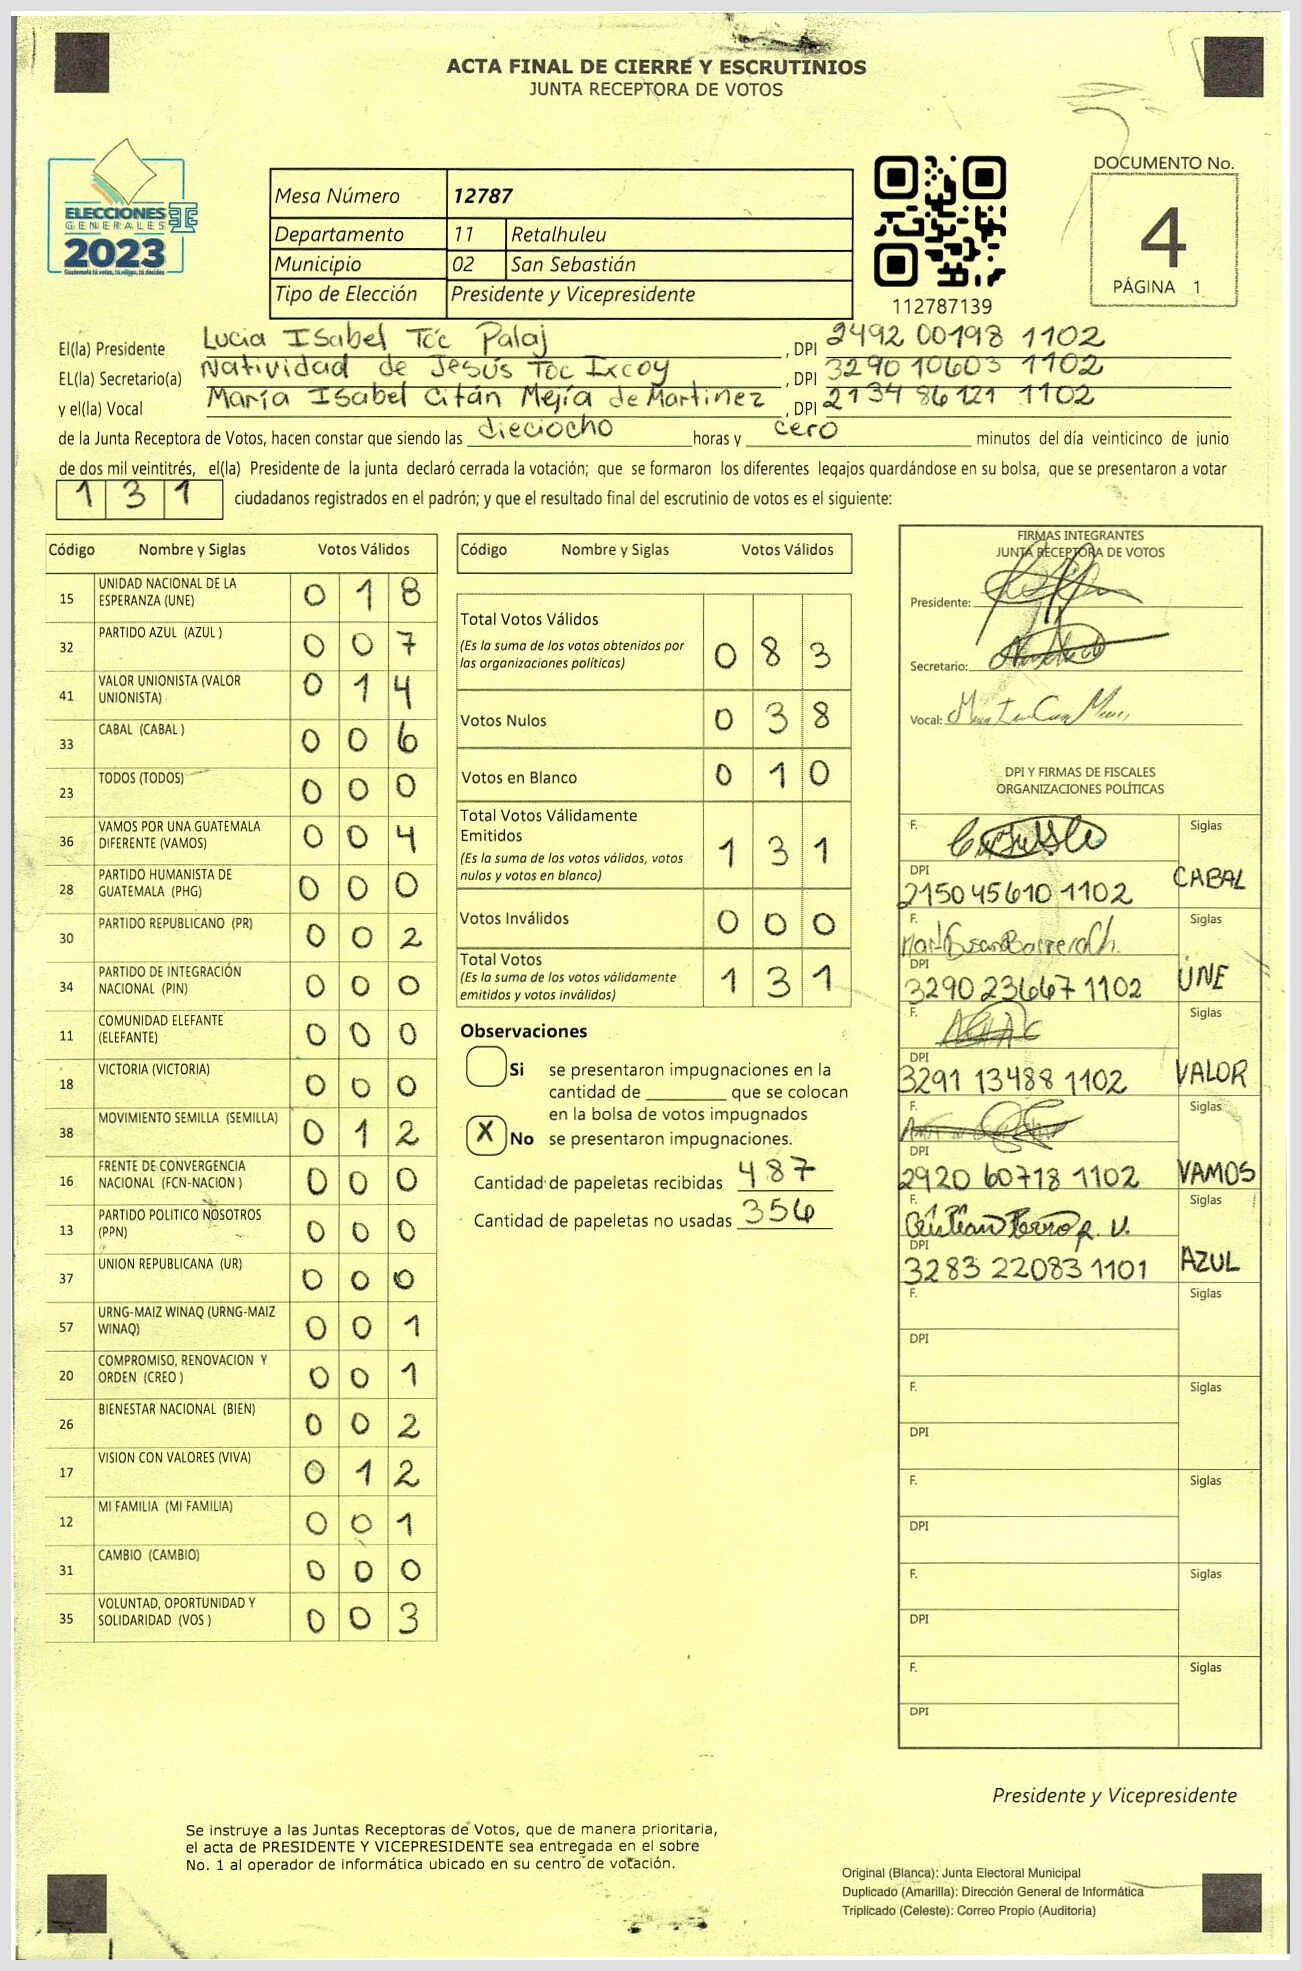 ACTA FINAL DE CIERRE Y ESCRUTINIOS
JUNTA RECEPTORA DE VOTOS
ELECCIONES
GENERALES
2023
Guatemala tú votas, tú eliges, tú decides
Mesa Número 12787
Departamento 11 Retalhuleu
Municipio 02 San Sebastián
Tipo de Elección Presidente y Vicepresidente
112787139
DOCUMENTO No.
4
PÁGINA 1
El(la) Presidente Lucia Isabel Toc Palaj, DPI 2492 00198 1102
EL(la) Secretario(a) Natividad de Jesús Toc Ixcoy, DPI 3290 10603 1102
y el(la) Vocal María Isabel Citán Mejía de Martinez, DPI 2134 86121 1102
de la Junta Receptora de Votos, hacen constar que siendo las dieciocho horas y cero minutos del día veinticinco de junio
de dos mil veintitrés, el(la) Presidente de la junta declaró cerrada la votación; que se formaron los diferentes legajos guardándose en su bolsa, que se presentaron a votar
131 ciudadanos registrados en el padrón; y que el resultado final del escrutinio de votos es el siguiente:
Código Nombre y Siglas Votos Válidos
15 UNIDAD NACIONAL DE LA ESPERANZA (UNE) 0 1 8
32 PARTIDO AZUL (AZUL ) 0 0 7
41 VALOR UNIONISTA (VALOR UNIONISTA) 0 1 4
33 CABAL (CABAL ) 0 0 6
23 TODOS (TODOS) 0 0 0
36 VAMOS POR UNA GUATEMALA DIFERENTE (VAMOS) 0 0 4
28 PARTIDO HUMANISTA DE GUATEMALA (PHG) 0 0 0
30 PARTIDO REPUBLICANO (PR) 0 0 2
34 PARTIDO DE INTEGRACIÓN NACIONAL (PIN) 0 0 0
11 COMUNIDAD ELEFANTE (ELEFANTE) 0 0 0
18 VICTORIA (VICTORIA) 0 0 0
38 MOVIMIENTO SEMILLA (SEMILLA) 0 1 2
16 FRENTE DE CONVERGENCIA NACIONAL (FCN-NACION ) 0 0 0
13 PARTIDO POLITICO NOSOTROS (PPN) 0 0 0
37 UNION REPUBLICANA (UR) 0 0 0
57 URNG-MAIZ WINAQ (URNG-MAIZ WINAQ) 0 0 1
20 COMPROMISO, RENOVACION Y ORDEN (CREO ) 0 0 1
26 BIENESTAR NACIONAL (BIEN) 0 0 2
17 VISION CON VALORES (VIVA) 0 1 2
12 MI FAMILIA (MI FAMILIA) 0 0 1
31 CAMBIO (CAMBIO) 0 0 0
35 VOLUNTAD, OPORTUNIDAD Y SOLIDARIDAD (VOS ) 0 0 3
Código Nombre y Siglas Votos Válidos
Total Votos Válidos 0 8 3
(Es la suma de los votos obtenidos por
las organizaciones políticas)
Votos Nulos 0 3 8
Votos en Blanco 0 1 0
Total Votos Válidamente
Emitidos 1 3 1
(Es la suma de los votos válidos, votos
nulos y votos en blanco)
Votos Inválidos 0 0 0
Total Votos 1 3 1
(Es la suma de los votos válidamente
emitidos y votos inválidos)
Observaciones
Si se presentaron impugnaciones en la
cantidad de ________ que se colocan
en la bolsa de votos impugnados
X No se presentaron impugnaciones.
Cantidad de papeletas recibidas 487
Cantidad de papeletas no usadas 356
FIRMAS INTEGRANTES
JUNTA RECEPTORA DE VOTOS
Presidente:
Secretario:
Vocal:
DPI Y FIRMAS DE FISCALES
ORGANIZACIONES POLÍTICAS
F. Siglas
DPI CABAL
2150 45610 1102
F. Siglas
DPI UNE
3290 23667 1102
F. Siglas
DPI VALOR
3291 13488 1102
F. Siglas
DPI VAMOS
2920 60718 1102
F. Siglas
DPI AZUL
3283 22083 1101
F. Siglas
DPI
F. Siglas
DPI
F. Siglas
DPI
F. Siglas
DPI
F. Siglas
DPI
Presidente y Vicepresidente
Se instruye a las Juntas Receptoras de Votos, que de manera prioritaria,
el acta de PRESIDENTE Y VICEPRESIDENTE sea entregada en el sobre
No. 1 al operador de informática ubicado en su centro de votación.
Original (Blanca): Junta Electoral Municipal
Duplicado (Amarilla): Dirección General de Informática
Triplicado (Celeste): Correo Propio (Auditoria)